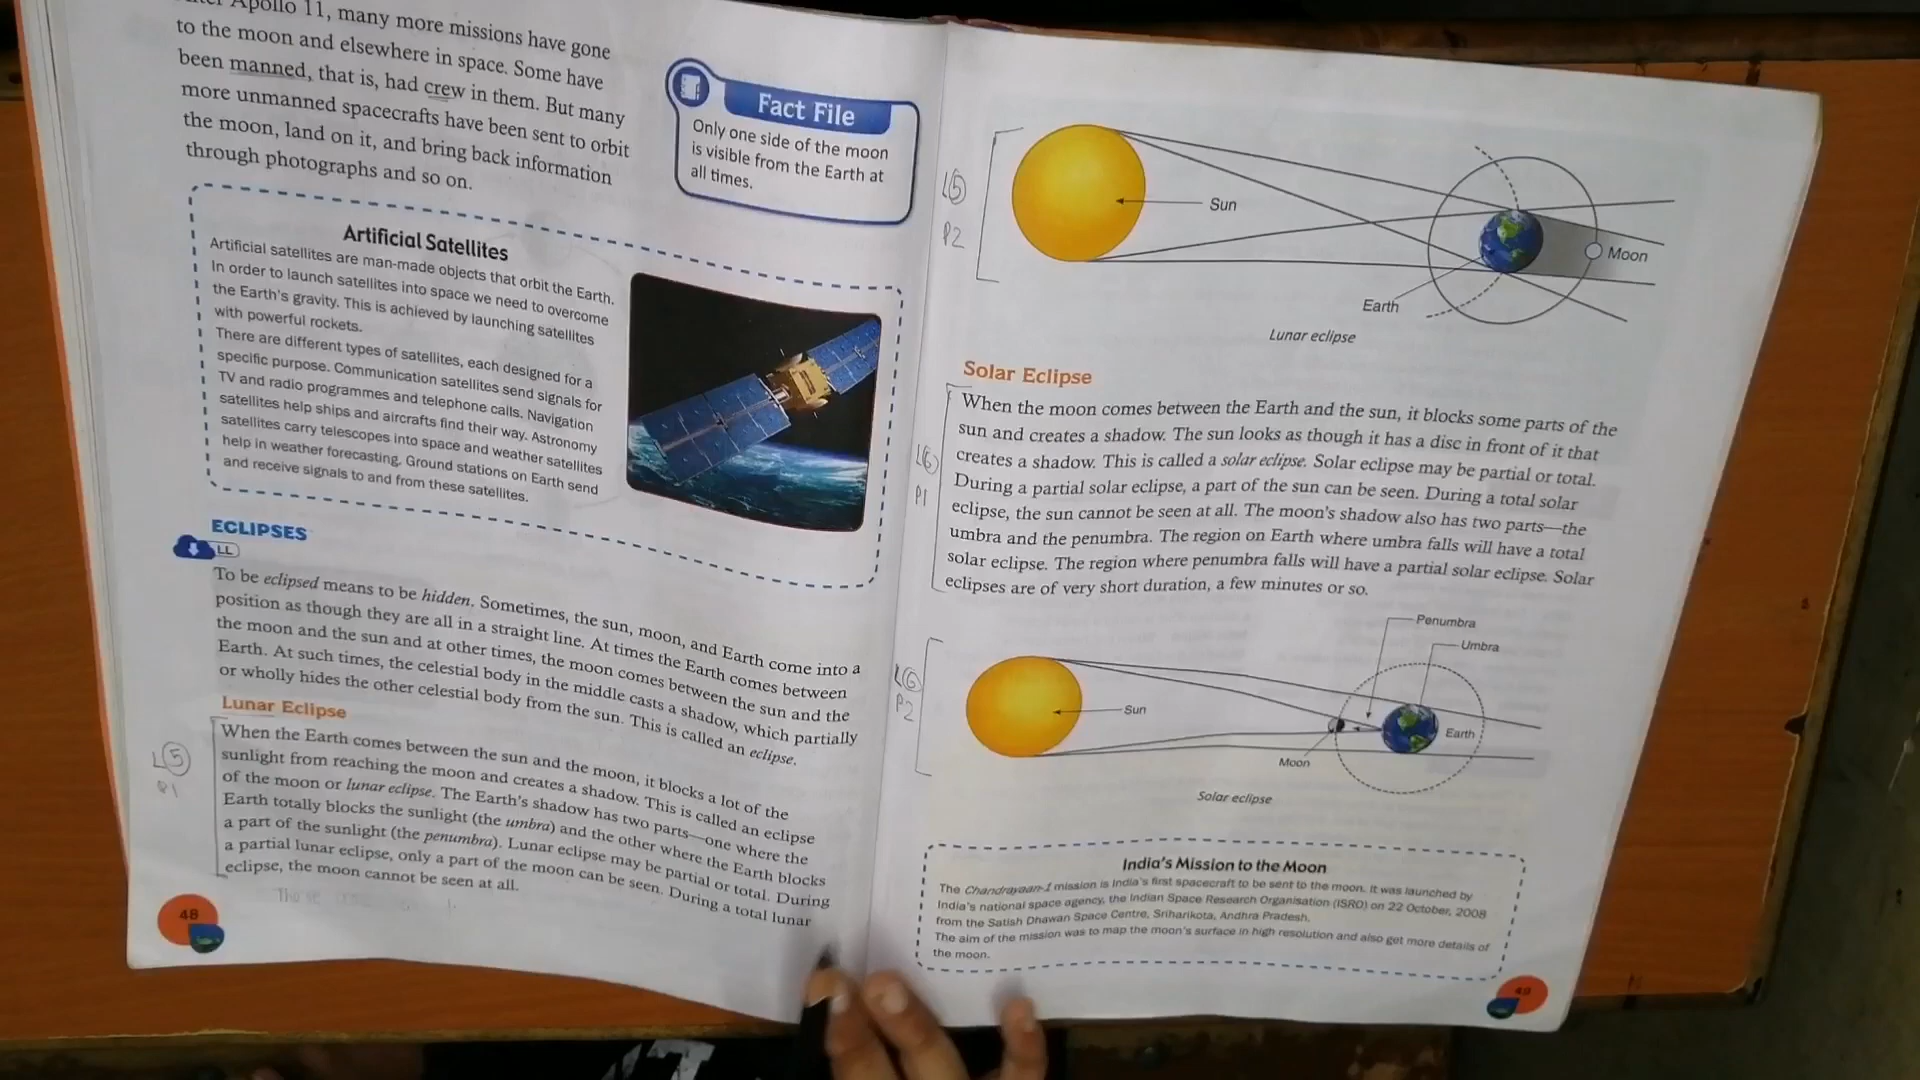 Apollo 11, many more missions have gone
to the moon and elsewhere in space. Some have
been manned, that is, had crew in them. But many
more unmanned spacecrafts have been sent to orbit
the moon, land on it, and bring back information
through photographs and so on.
Fact File
Only one side of the moon
is visible from the Earth at
all times.
Artificial Satellites
Artificial satellites are man-made objects that orbit the Earth.
In order to launch satellites into space we need to overcome
the Earth's gravity. This is achieved by launching satellites
with powerful rockets.
There are different types of satellites, each designed for a
specific purpose. Communication satellites send signals for
TV and radio programmes and telephone calls. Navigation
satellites help ships and aircrafts find their way. Astronomy
satellites carry telescopes into space and weather satellites
help in weather forecasting. Ground stations on Earth send
and receive signals to and from these satellites.
ECLIPSES
LL
To be eclipsed means to be hidden. Sometimes, the sun, moon, and Earth come into a
position as though they are all in a straight line. At times the Earth comes between
the moon and the sun and at other times, the moon comes between the sun and the
Earth. At such times, the celestial body in the middle casts a shadow, which partially
or wholly hides the other celestial body from the sun. This is called an eclipse.
Lunar Eclipse
L5
P1
When the Earth comes between the sun and the moon, it blocks a lot of the
sunlight from reaching the moon and creates a shadow. This is called an eclipse
of the moon or lunar eclipse. The Earth's shadow has two parts—one where the
Earth totally blocks the sunlight (the umbra) and the other where the Earth blocks
a part of the sunlight (the penumbra). Lunar eclipse may be partial or total. During
a partial lunar eclipse, only a part of the moon can be seen. During a total lunar
eclipse, the moon cannot be seen at all.
48
L5
P2
Sun
Moon
Earth
Lunar eclipse
Solar Eclipse
L6
P1
When the moon comes between the Earth and the sun, it blocks some parts of the
sun and creates a shadow. The sun looks as though it has a disc in front of it that
creates a shadow. This is called a solar eclipse. Solar eclipse may be partial or total.
During a partial solar eclipse, a part of the sun can be seen. During a total solar
eclipse, the sun cannot be seen at all. The moon's shadow also has two parts—the
umbra and the penumbra. The region on Earth where umbra falls will have a total
solar eclipse. The region where penumbra falls will have a partial solar eclipse. Solar
eclipses are of very short duration, a few minutes or so.
L6
P2
Penumbra
Umbra
Sun
Earth
Moon
Solar eclipse
India's Mission to the Moon
The Chandrayaan-1 mission is India's first spacecraft to be sent to the moon. It was launched by
India's national space agency, the Indian Space Research Organisation (ISRO) on 22 October, 2008
from the Satish Dhawan Space Centre, Sriharikota, Andhra Pradesh.
The aim of the mission was to map the moon's surface in high resolution and also get more details of
the moon.
49